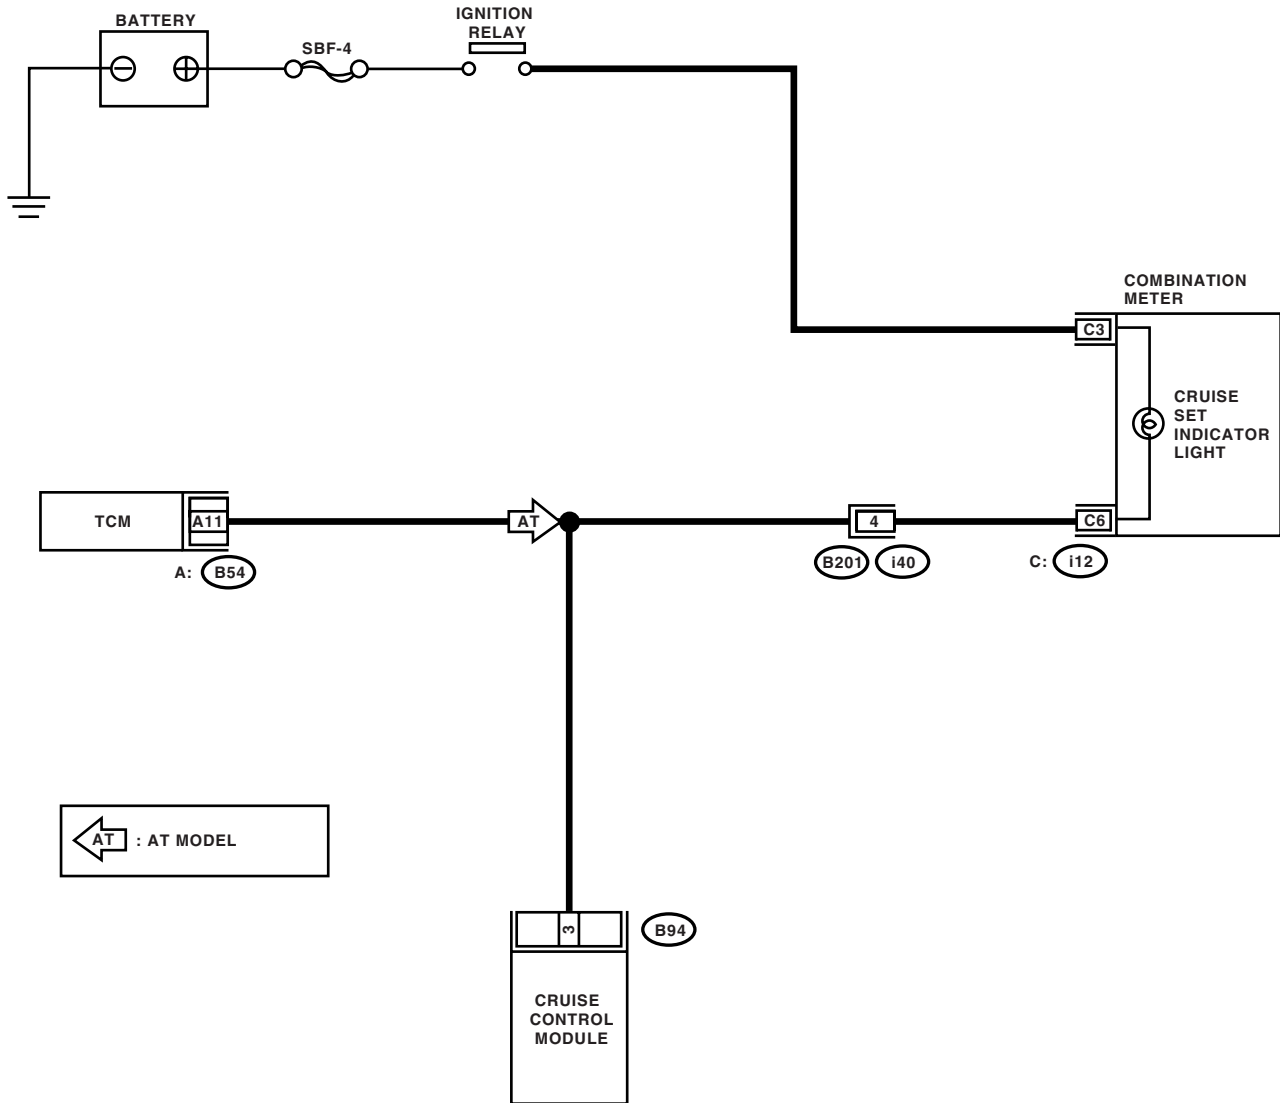 BATTERY
SBF-4
IGNITION
RELAY
COMBINATION
METER
C3
CRUISE
SET
INDICATOR
LIGHT
TCM
A11
AT
4
C6
A: B54
B201
i40
C: i12
AT : AT MODEL
3
B94
CRUISE
CONTROL
MODULE